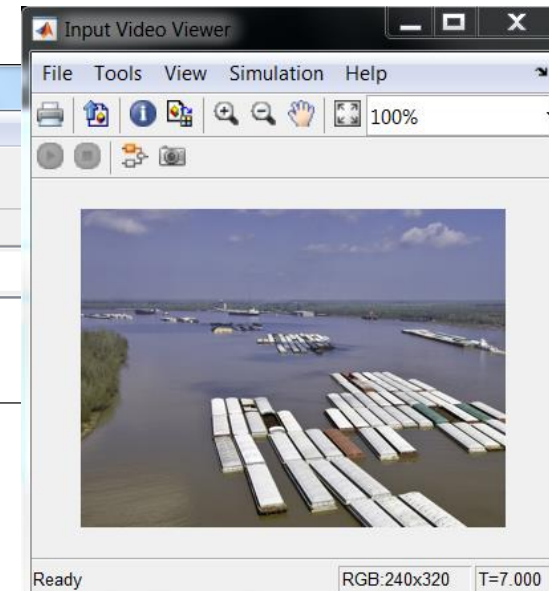 Input Video Viewer
File Tools View Simulation Help
100%
Ready RGB:240x320 T=7.000